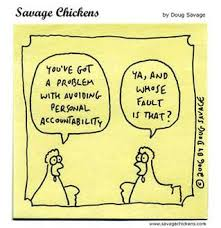 Savage Chickens
by Doug Savage
YOU'VE GOT
A PROBLEM
WITH AVOIDING
PERSONAL
ACCOUNTABILITY
YA, AND
WHOSE
FAULT
IS THAT?
© 2006 BY DOUG SAVAGE
www.savagechickens.com